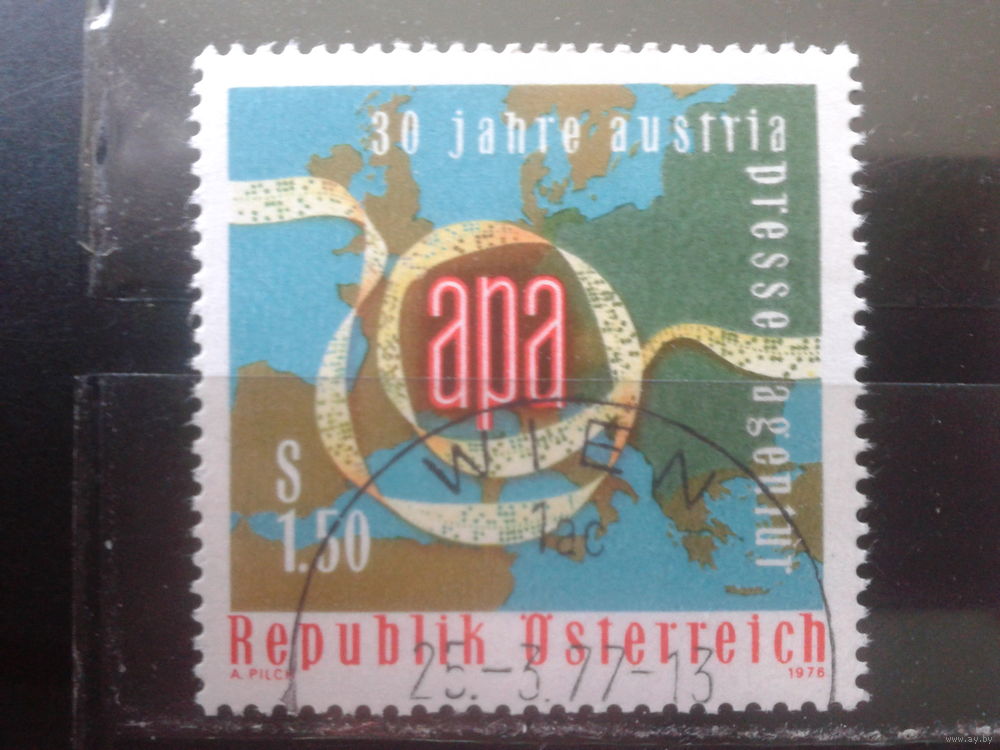 30 jahre austria
presse agentur
apa
S
1.50
WIEN
1ac
25.-3.77-13
Republik Österreich
A. PILCH
1976
www.ay.by